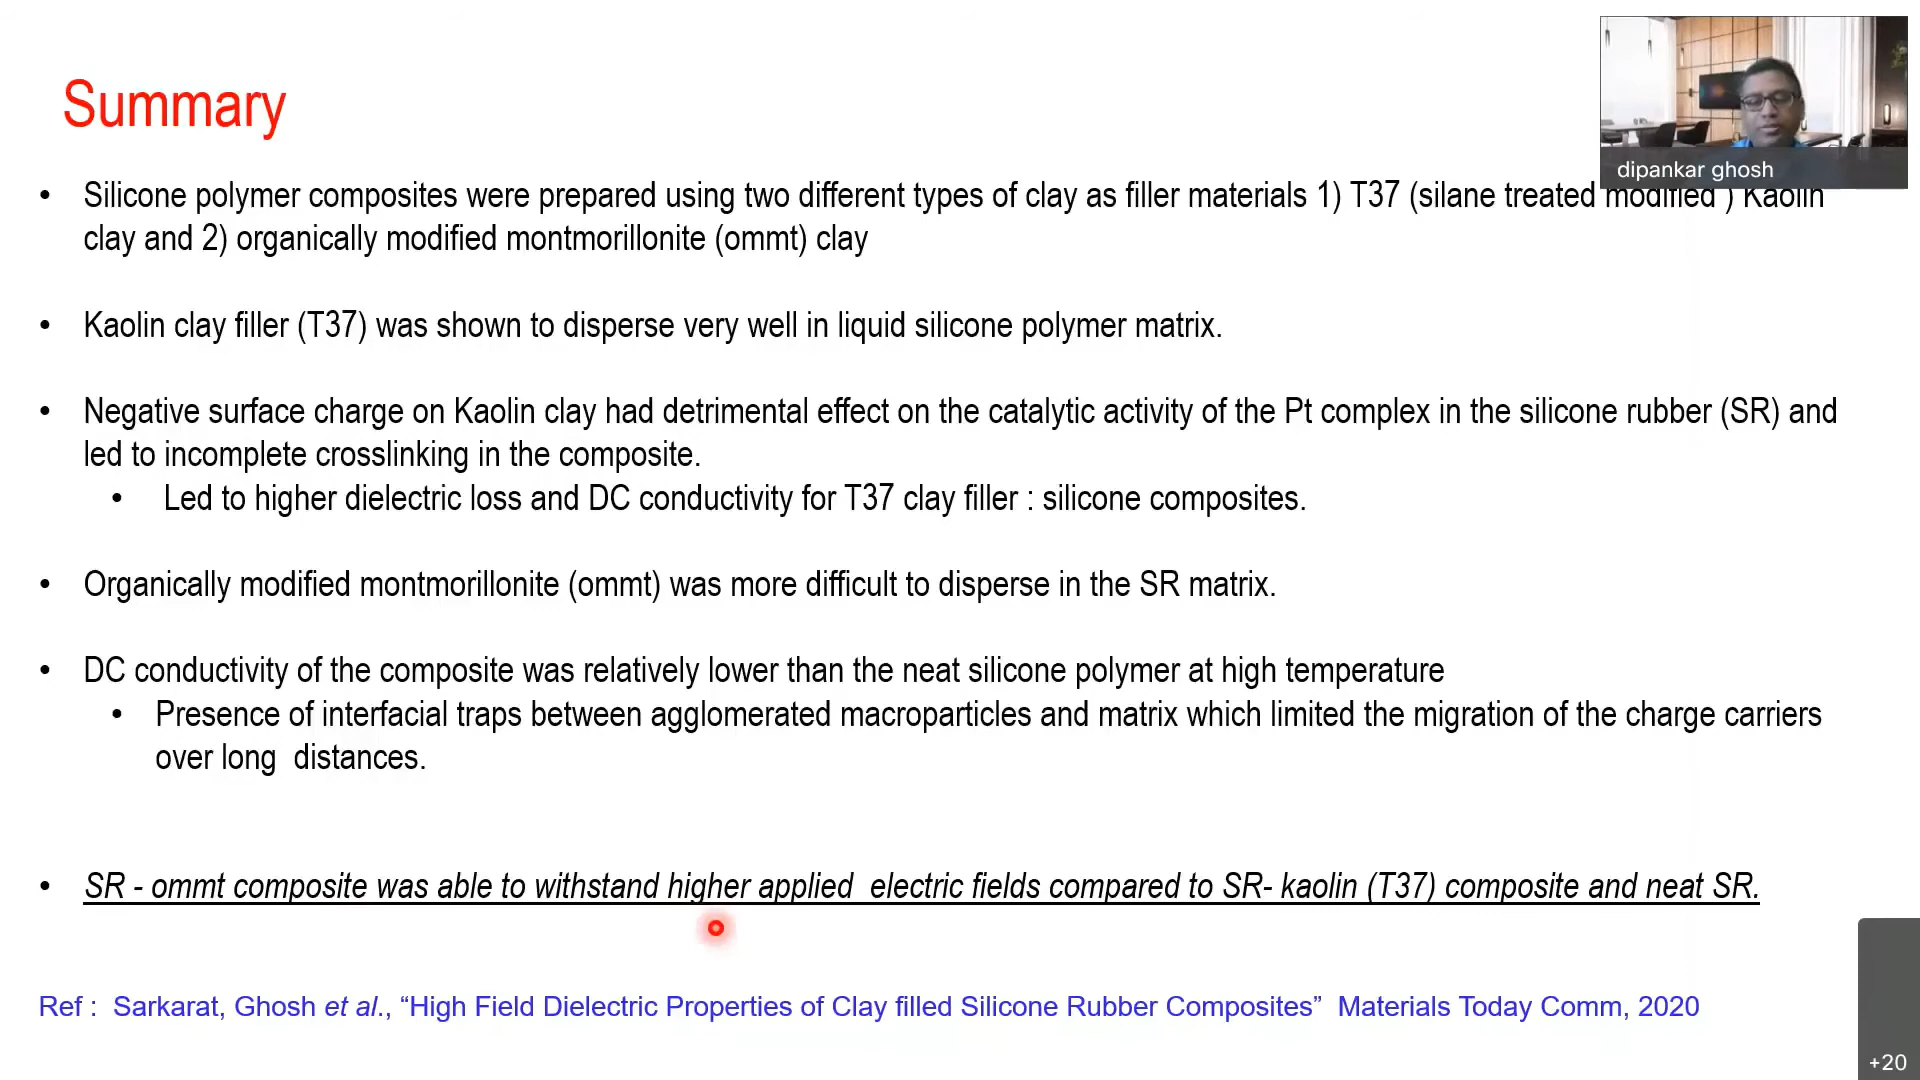 Summary
dipankar ghosh
• Silicone polymer composites were prepared using two different types of clay as filler materials 1) T37 (silane treated modified ) Kaolin
clay and 2) organically modified montmorillonite (ommt) clay
• Kaolin clay filler (T37) was shown to disperse very well in liquid silicone polymer matrix.
• Negative surface charge on Kaolin clay had detrimental effect on the catalytic activity of the Pt complex in the silicone rubber (SR) and
led to incomplete crosslinking in the composite.
• Led to higher dielectric loss and DC conductivity for T37 clay filler : silicone composites.
• Organically modified montmorillonite (ommt) was more difficult to disperse in the SR matrix.
• DC conductivity of the composite was relatively lower than the neat silicone polymer at high temperature
• Presence of interfacial traps between agglomerated macroparticles and matrix which limited the migration of the charge carriers
over long distances.
• SR - ommt composite was able to withstand higher applied electric fields compared to SR- kaolin (T37) composite and neat SR.
Ref : Sarkarat, Ghosh et al., “High Field Dielectric Properties of Clay filled Silicone Rubber Composites” Materials Today Comm, 2020
+20